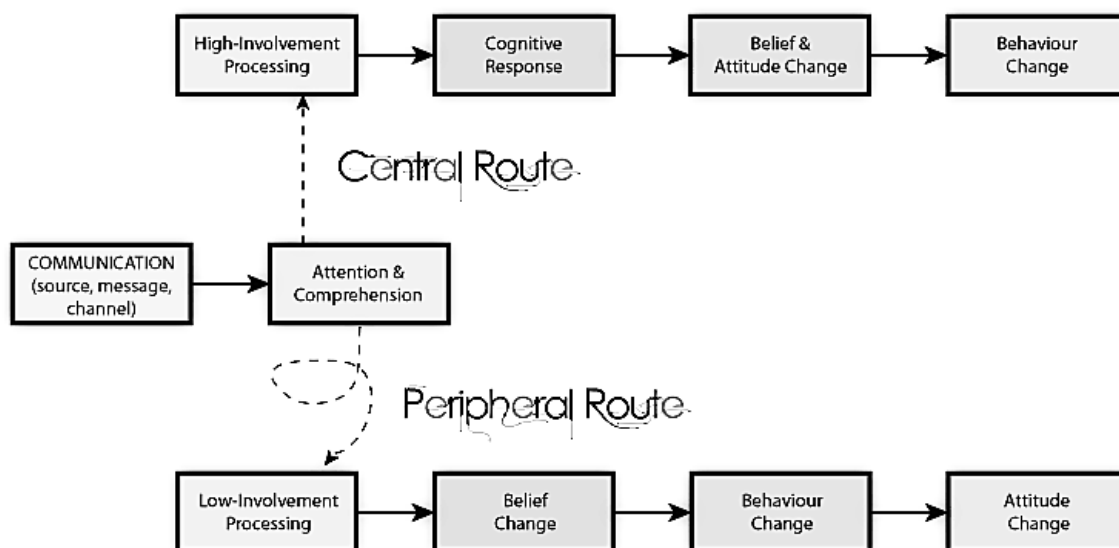 High-Involvement
Processing
Cognitive
Response
Belief &
Attitude Change
Behaviour
Change
Central Route
COMMUNICATION
(source, message,
channel)
Attention &
Comprehension
Peripheral Route
Low-Involvement
Processing
Belief
Change
Behaviour
Change
Attitude
Change